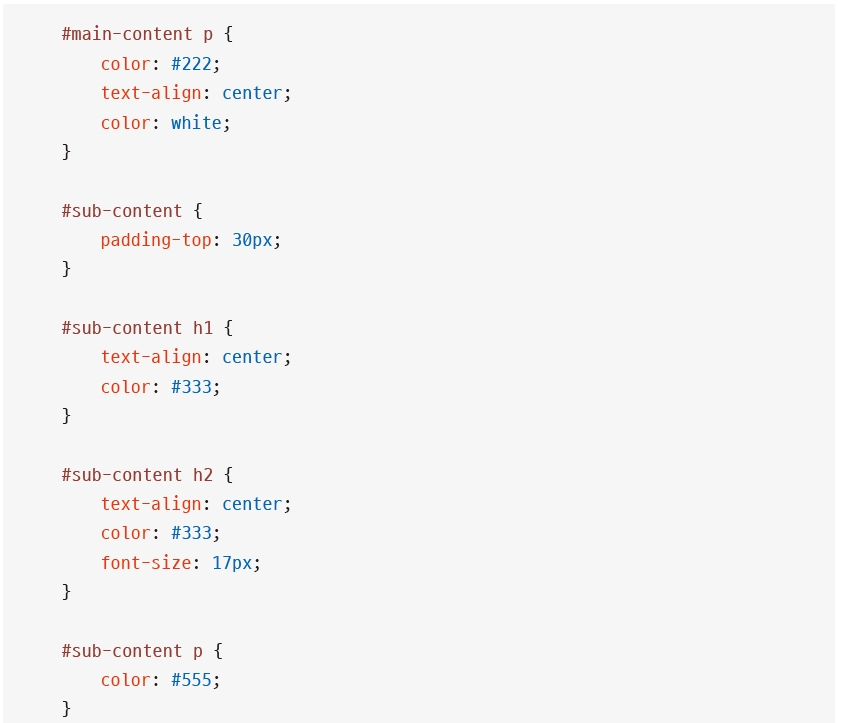 #main-content p {
color: #222;
text-align: center;
color: white;
}
#sub-content {
padding-top: 30px;
}
#sub-content h1 {
text-align: center;
color: #333;
}
#sub-content h2 {
text-align: center;
color: #333;
font-size: 17px;
}
#sub-content p {
color: #555;
}